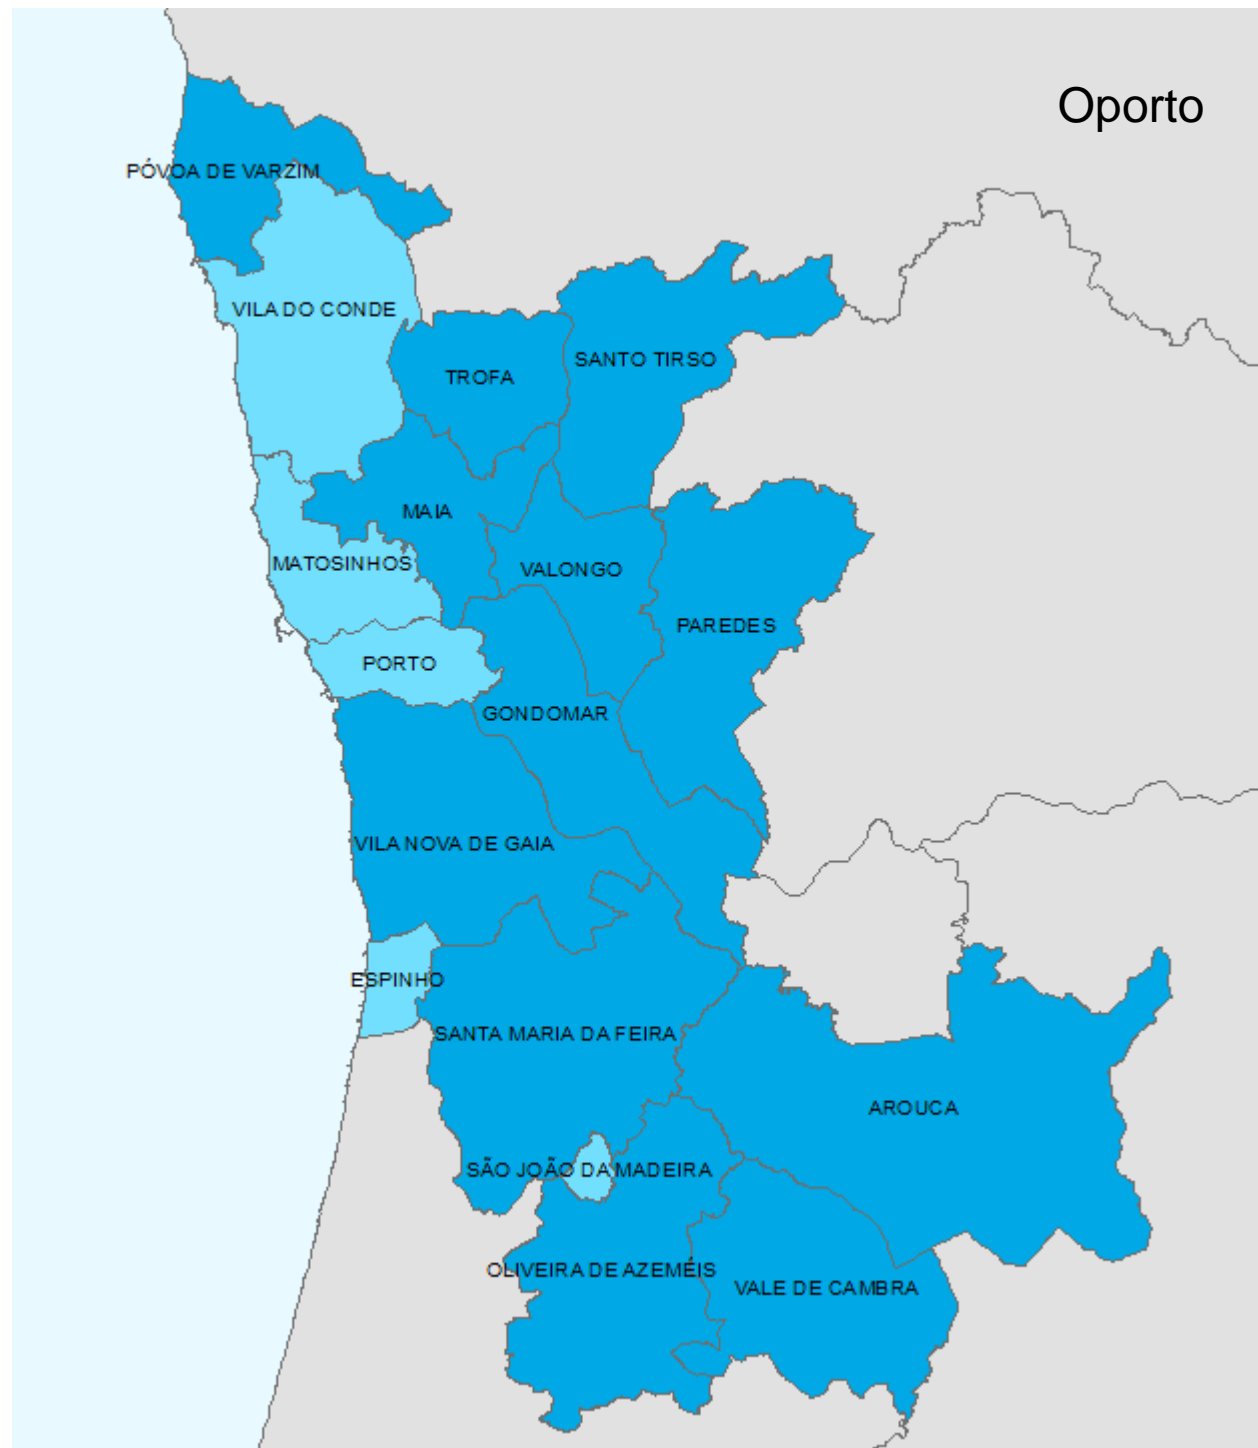 Oporto
PÓVOA DE VARZIM
VILA DO CONDE
SANTO TIRSO
TROFA
MAIA
MATOSINHOS
VALONGO
PAREDES
PORTO
GONDOMAR
VILA NOVA DE GAIA
ESPINHO
SANTA MARIA DA FEIRA
AROUCA
SÃO JOÃO DA MADEIRA
OLIVEIRA DE AZEMÉIS
VALE DE CAMBRA